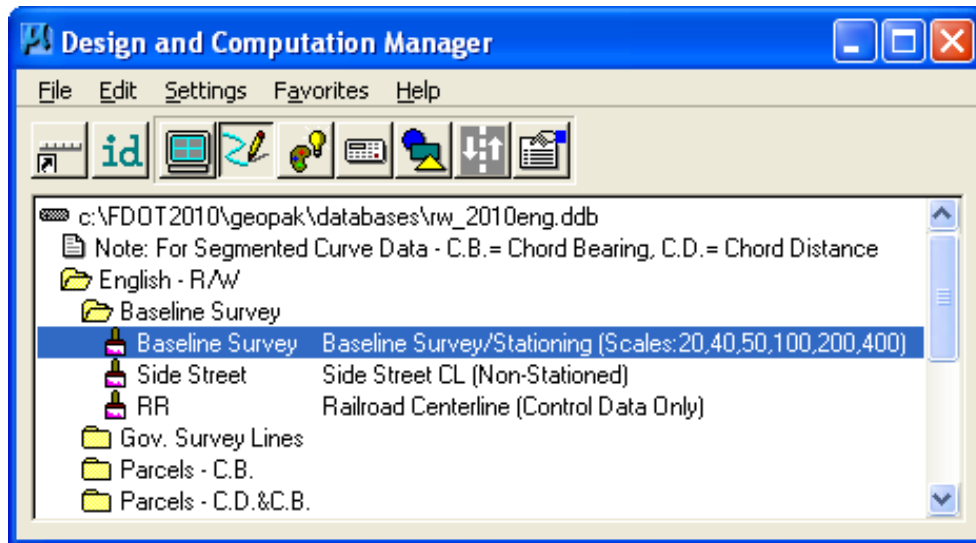 Design and Computation Manager
File Edit Settings Favorites Help
id
c:\FDOT2010\geopak\databases\rw_2010eng.ddb
Note: For Segmented Curve Data - C.B.= Chord Bearing, C.D.= Chord Distance
English - R/W
Baseline Survey
Baseline Survey Baseline Survey/Stationing (Scales:20,40,50,100,200,400)
Side Street Side Street CL (Non-Stationed)
RR Railroad Centerline (Control Data Only)
Gov. Survey Lines
Parcels - C.B.
Parcels - C.D.&C.B.